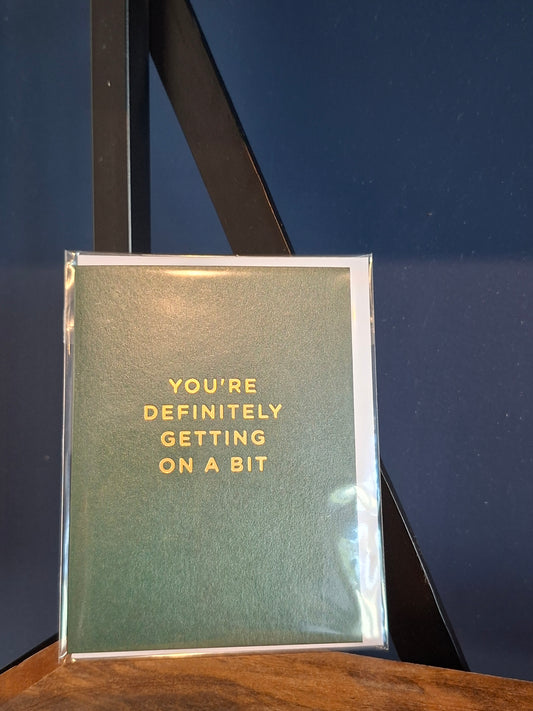 YOU'RE
DEFINITELY
GETTING
ON A BIT